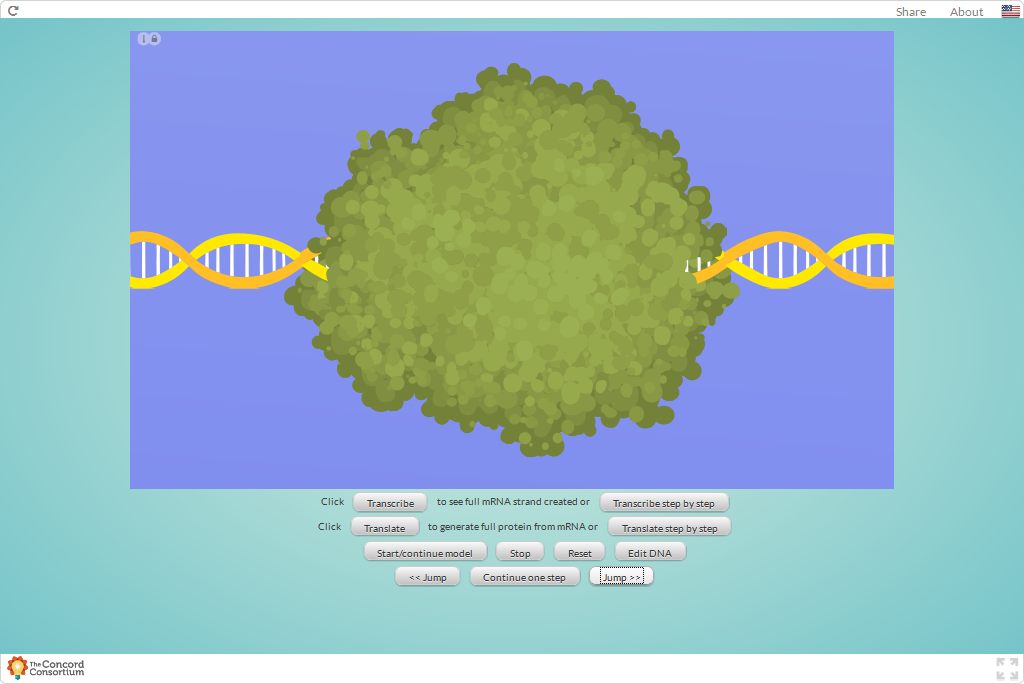 Share About
Click Transcribe to see full mRNA strand created or Transcribe step by step
Click Translate to generate full protein from mRNA or Translate step by step
Start/continue model Stop Reset Edit DNA
<< Jump Continue one step Jump >>
The Concord
Consortium